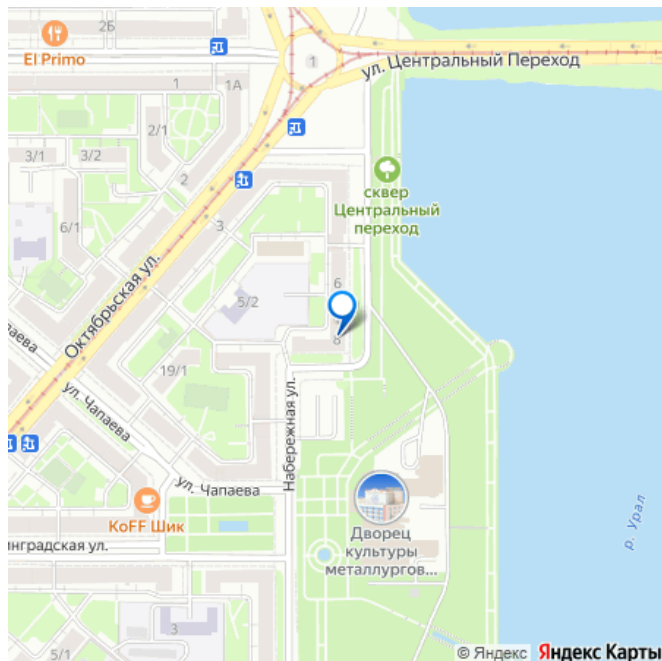 2Б
El Primo
1
ул. Центральный Переход
1
1А
2/1
3/1
3/2
2
сквер
Центральный
переход
3
6/1
6
Октябрьская ул.
5/2
8
паева
19/1
ул. Чапаева
Набережная ул.
ул. Чапаева
KoFF Шик
р. Урал
инградская ул.
Дворец
культуры
металлургов...
3
5/1
© Яндекс Яндекс Карты